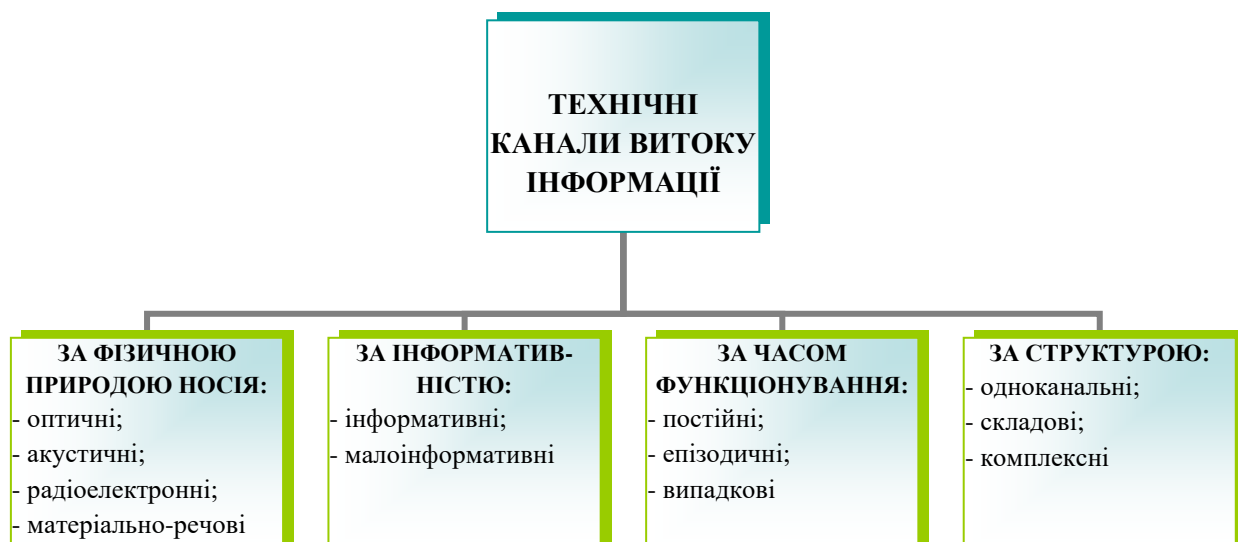 ТЕХНІЧНІ
КАНАЛИ ВИТОКУ
ІНФОРМАЦІЇ
ЗА ФІЗИЧНОЮ
ПРИРОДОЮ НОСІЯ:
- оптичні;
- акустичні;
- радіоелектронні;
- матеріально-речові
ЗА ІНФОРМАТИВ-
НІСТЮ:
- інформативні;
- малоінформативні
ЗА ЧАСОМ
ФУНКЦІОНУВАННЯ:
- постійні;
- епізодичні;
- випадкові
ЗА СТРУКТУРОЮ:
- одноканальні;
- складові;
- комплексні